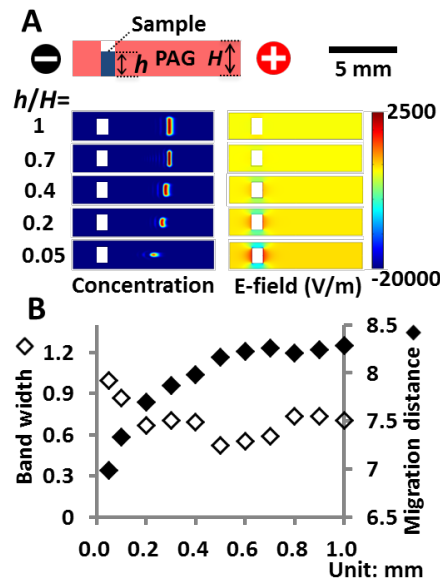 A
Sample
h PAG H
5 mm
h/H=
1
0.7
0.4
0.2
0.05
2500
-20000
Concentration E-field (V/m)
B
Band width
1.2
0.9
0.6
0.3
0
8.5
8
7.5
7
6.5
Migration distance
0.0 0.2 0.4 0.6 0.8 1.0
Unit: mm